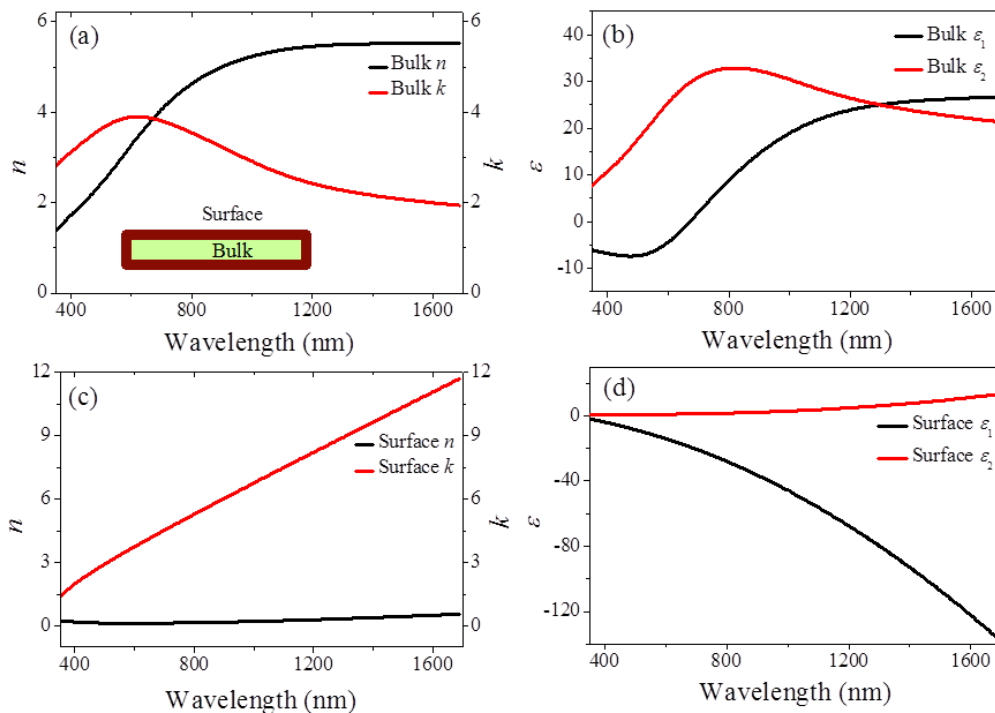 (a)
Bulk n
Bulk k
Surface
Bulk
n
k
0
2
4
6
0
1
2
3
4
5
6
400
800
1200
1600
Wavelength (nm)
(b)
Bulk ε₁
Bulk ε₂
ε
40
30
20
10
0
-10
400
800
1200
1600
Wavelength (nm)
(c)
Surface n
Surface k
n
k
12
9
6
3
0
12
9
6
3
0
400
800
1200
1600
Wavelength (nm)
(d)
Surface ε₁
Surface ε₂
ε
0
-40
-80
-120
400
800
1200
1600
Wavelength (nm)